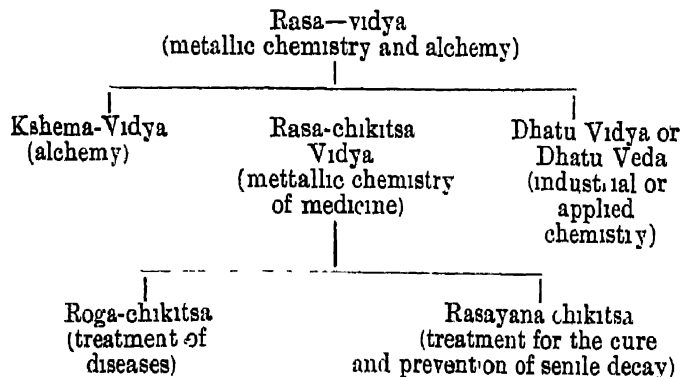 Rasa—vidya
(metallic chemistry and alchemy)
Kshema-Vidya
(alchemy)
Rasa-chikitsa
Vidya
(mettallic chemistry
of medicine)
Dhatu Vidya or
Dhatu Veda
(industrial or
applied
chemistry)
Roga-chikitsa
(treatment of
diseases)
Rasayana chikitsa
(treatment for the cure
and prevention of senile decay)